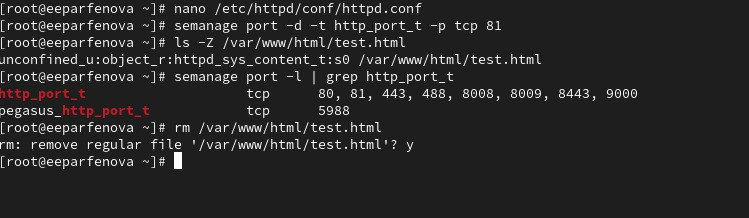 [root@eeparfenova ~]# nano /etc/httpd/conf/httpd.conf
[root@eeparfenova ~]# semanage port -d -t http_port_t -p tcp 81
[root@eeparfenova ~]# ls -Z /var/www/html/test.html
unconfined_u:object_r:httpd_sys_content_t:s0 /var/www/html/test.html
[root@eeparfenova ~]# semanage port -l | grep http_port_t
http_port_t                    tcp      80, 81, 443, 488, 8008, 8009, 8443, 9000
pegasus_http_port_t            tcp      5988
[root@eeparfenova ~]# rm /var/www/html/test.html
rm: remove regular file '/var/www/html/test.html'? y
[root@eeparfenova ~]#